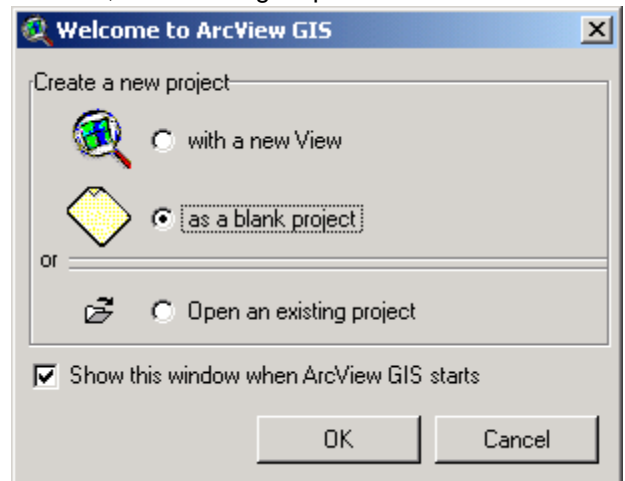 Welcome to ArcView GIS
Create a new project
with a new View
as a blank project
or
Open an existing project
Show this window when ArcView GIS starts
OK Cancel